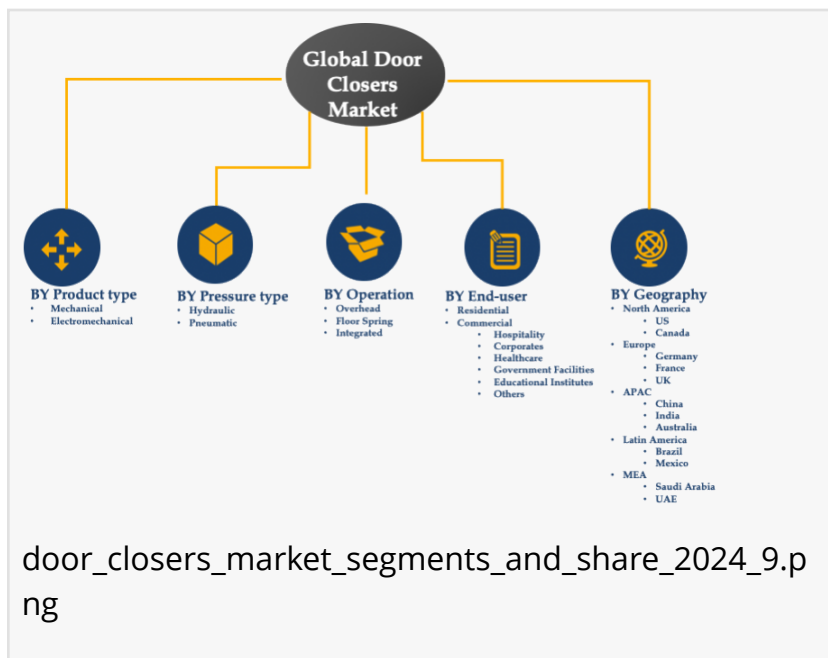 Global Door
Closers
Market
BY Product type
• Mechanical
• Electromechanical
BY Pressure type
• Hydraulic
• Pneumatic
BY Operation
• Overhead
• Floor Spring
• Integrated
BY End-user
• Residential
• Commercial
• Hospitality
• Corporates
• Healthcare
• Government Facilities
• Educational Institutes
• Others
BY Geography
• North America
• US
• Canada
• Europe
• Germany
• France
• UK
• APAC
• China
• India
• Australia
• Latin America
• Brazil
• Mexico
• MEA
• Saudi Arabia
• UAE
door_closers_market_segments_and_share_2024_9.p
ng